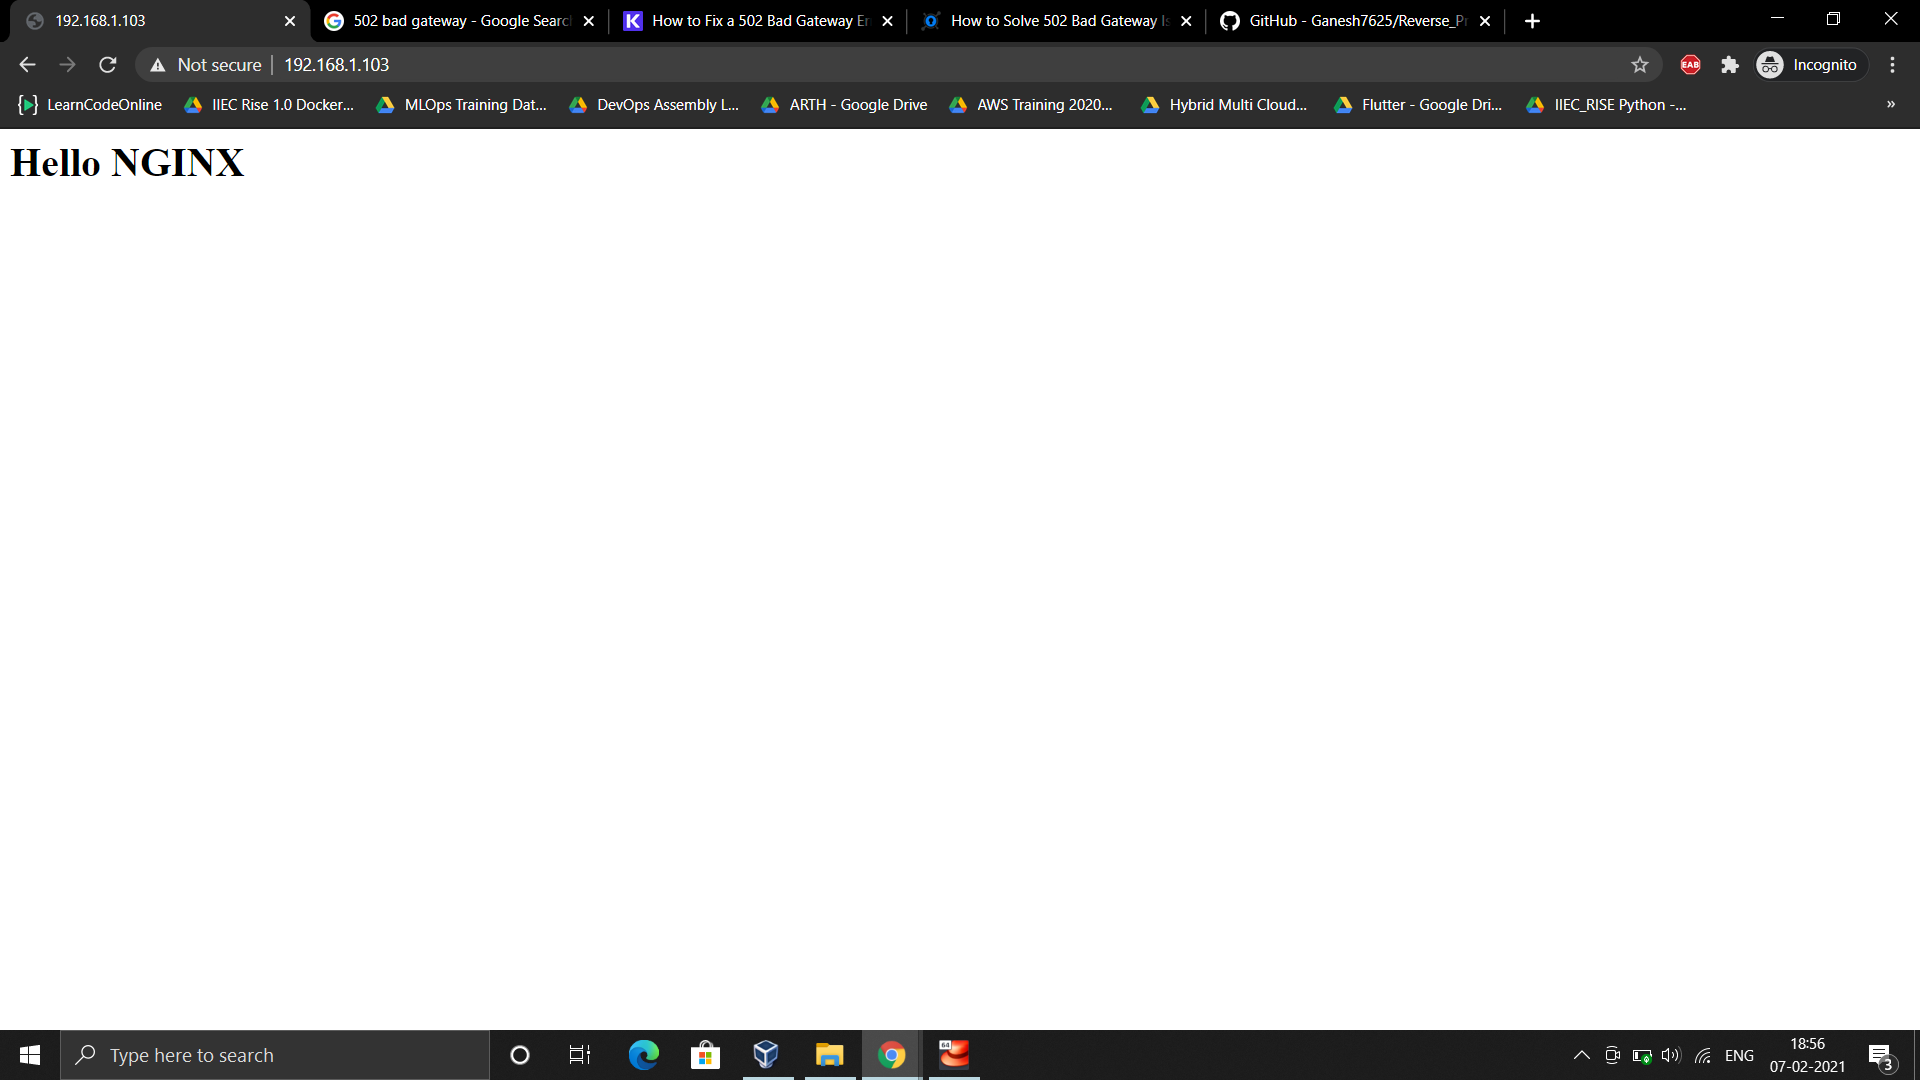 192.168.1.103
502 bad gateway - Google Searc
How to Fix a 502 Bad Gateway Er
How to Solve 502 Bad Gateway Is
GitHub - Ganesh7625/Reverse_Pr
Not secure
192.168.1.103
EAB
Incognito
LearnCodeOnline
IIEC Rise 1.0 Docker...
MLOps Training Dat...
DevOps Assembly L...
ARTH - Google Drive
AWS Training 2020...
Hybrid Multi Cloud...
Flutter - Google Dri...
IIEC_RISE Python -...
»
Hello NGINX
Type here to search
64
ENG
18:56
07-02-2021
3